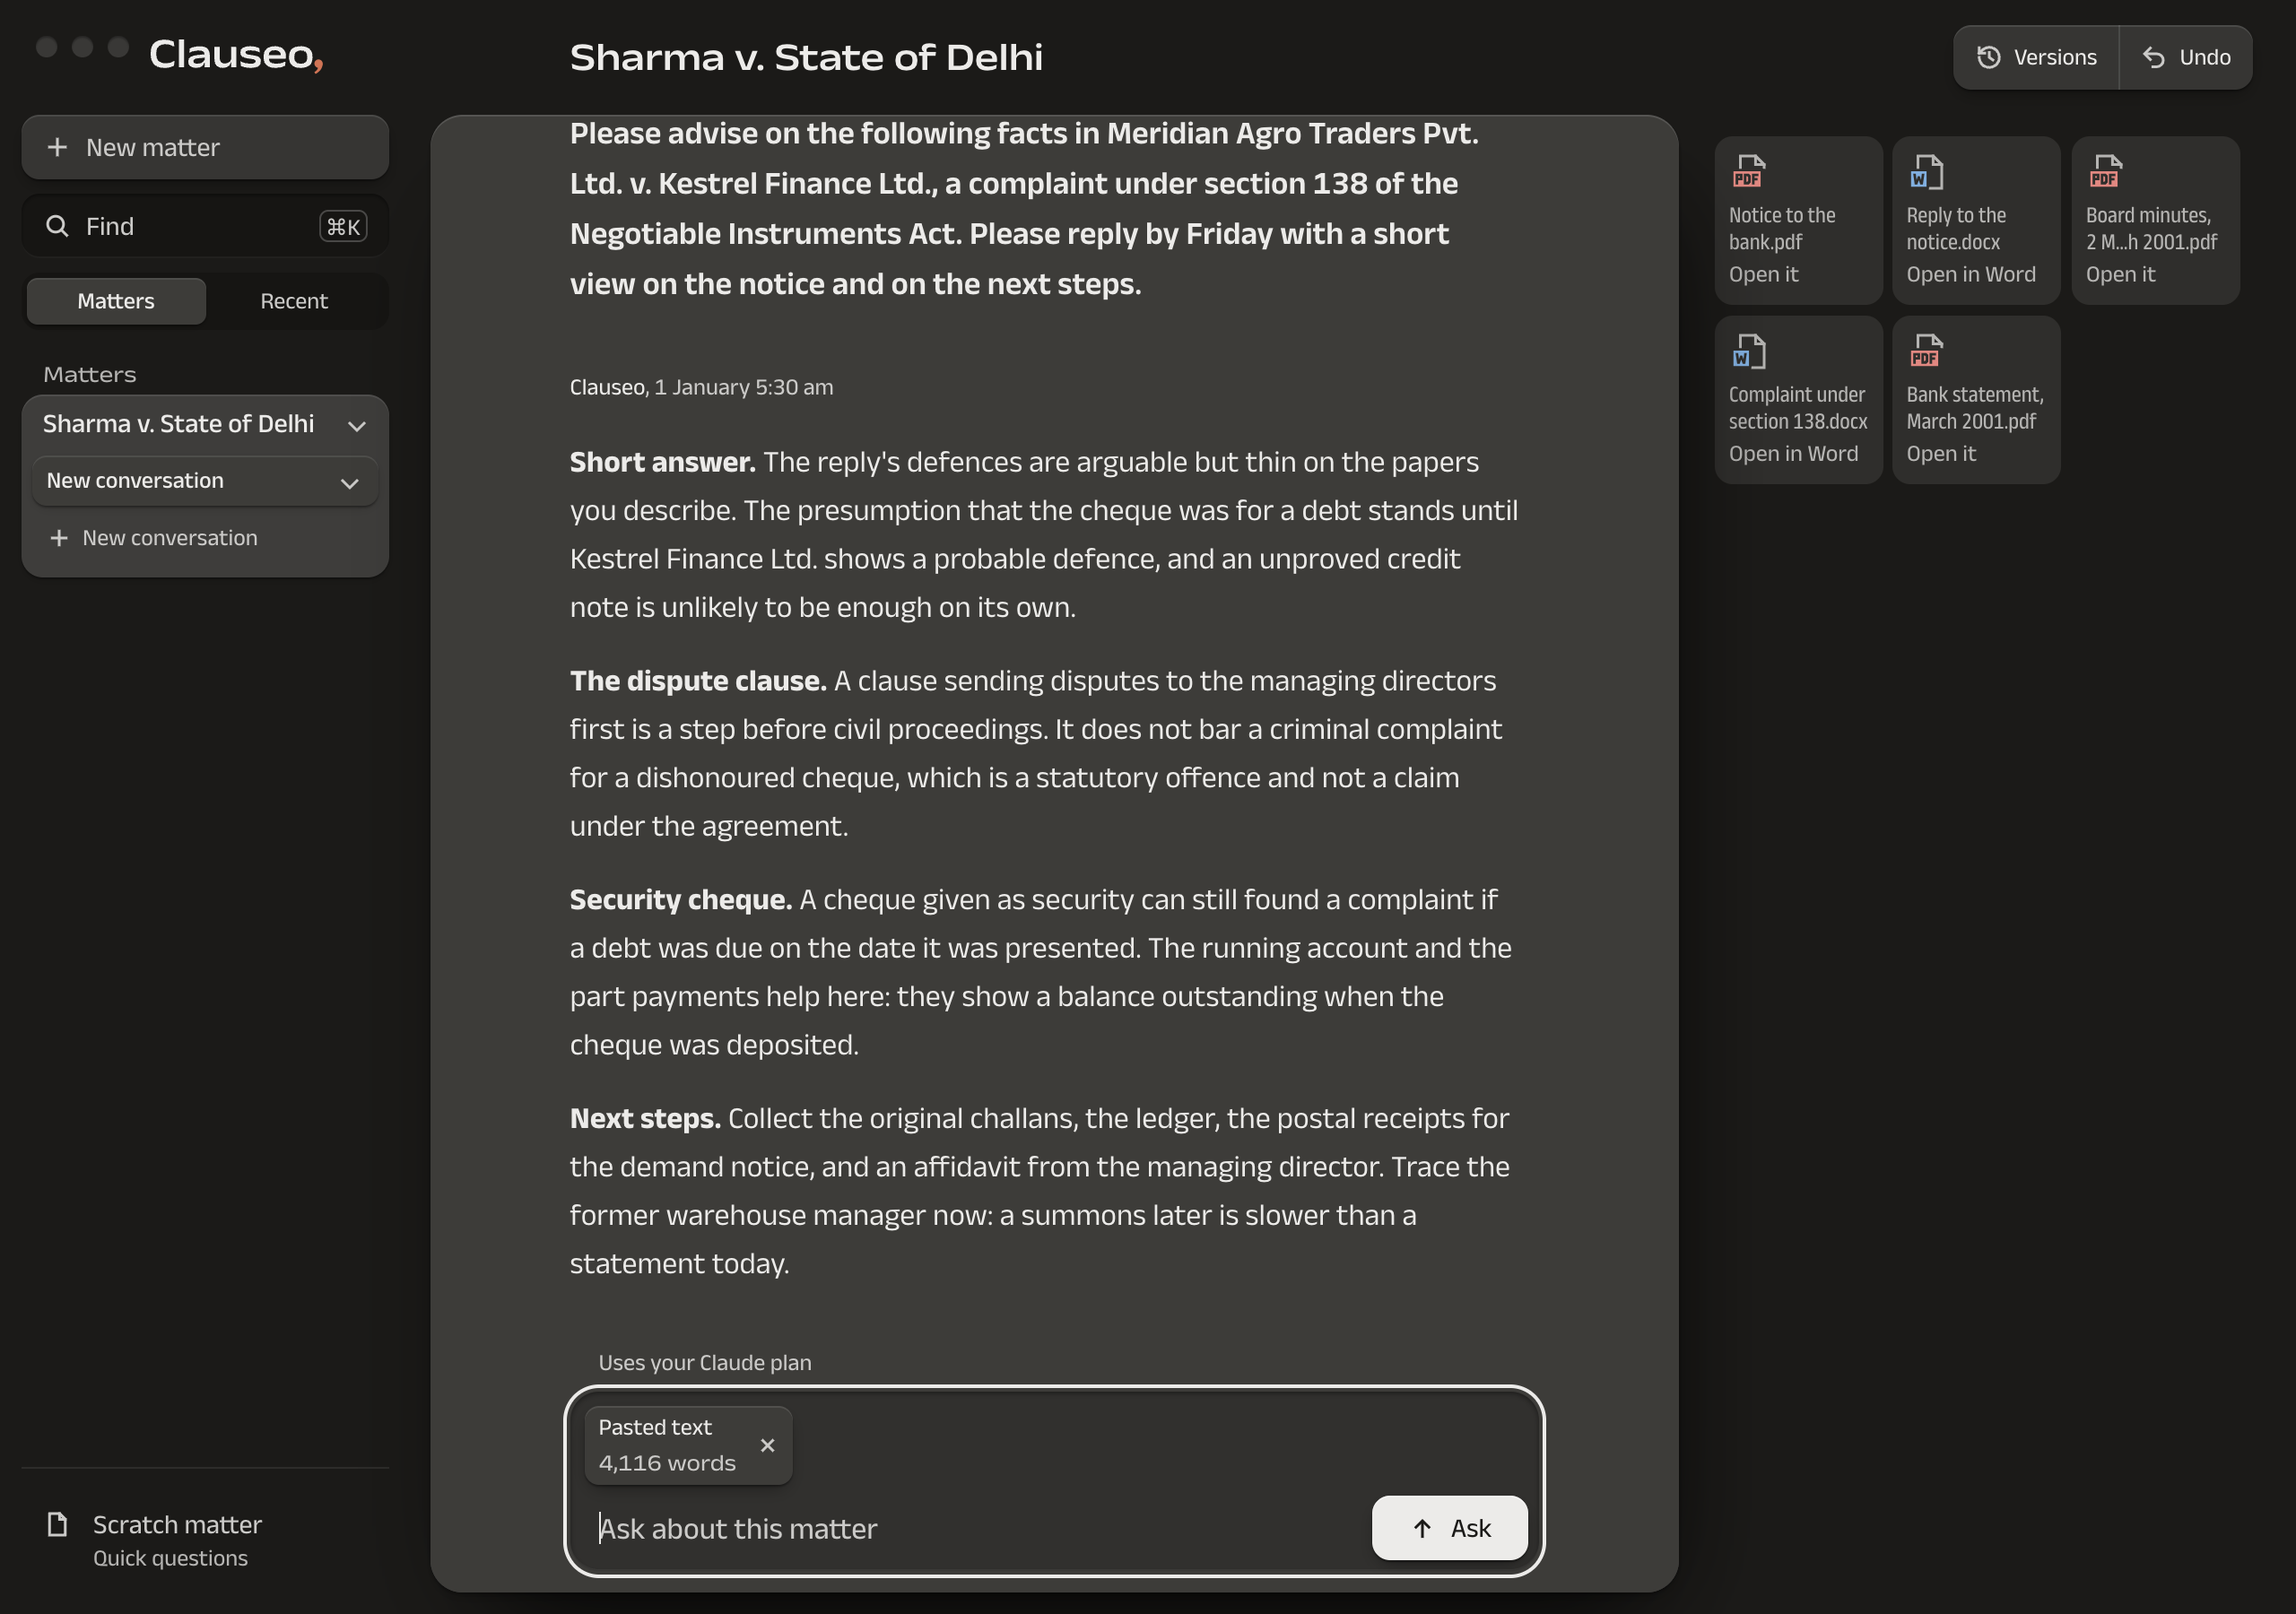 Clauseo,
Sharma v. State of Delhi
Versions
Undo
New matter
Find
⌘K
Matters
Recent
Matters
Sharma v. State of Delhi
New conversation
New conversation
Scratch matter
Quick questions
Please advise on the following facts in Meridian Agro Traders Pvt.
Ltd. v. Kestrel Finance Ltd., a complaint under section 138 of the
Negotiable Instruments Act. Please reply by Friday with a short
view on the notice and on the next steps.
Clauseo, 1 January 5:30 am
Short answer. The reply's defences are arguable but thin on the papers
you describe. The presumption that the cheque was for a debt stands until
Kestrel Finance Ltd. shows a probable defence, and an unproved credit
note is unlikely to be enough on its own.
The dispute clause. A clause sending disputes to the managing directors
first is a step before civil proceedings. It does not bar a criminal complaint
for a dishonoured cheque, which is a statutory offence and not a claim
under the agreement.
Security cheque. A cheque given as security can still found a complaint if
a debt was due on the date it was presented. The running account and the
part payments help here: they show a balance outstanding when the
cheque was deposited.
Next steps. Collect the original challans, the ledger, the postal receipts for
the demand notice, and an affidavit from the managing director. Trace the
former warehouse manager now: a summons later is slower than a
statement today.
Uses your Claude plan
Pasted text
4,116 words
Ask about this matter
Ask
PDF
Notice to the
bank.pdf
Open it
W
Reply to the
notice.docx
Open in Word
PDF
Board minutes,
2 M...h 2001.pdf
Open it
W
Complaint under
section 138.docx
Open in Word
PDF
Bank statement,
March 2001.pdf
Open it